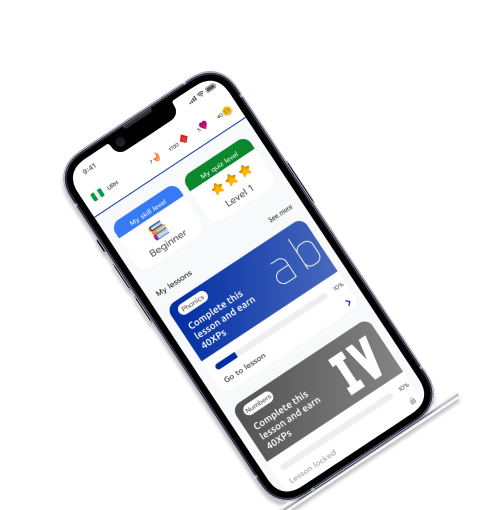 9:41
URH
7
1100
5
40
My skill level
Beginner
My quiz level
Level 1
My lessons
See more
Phonics
ab
Complete this
lesson and earn
40XPs
10%
Go to lesson
Numbers
IV
Complete this
lesson and earn
40XPs
10%
Lesson locked